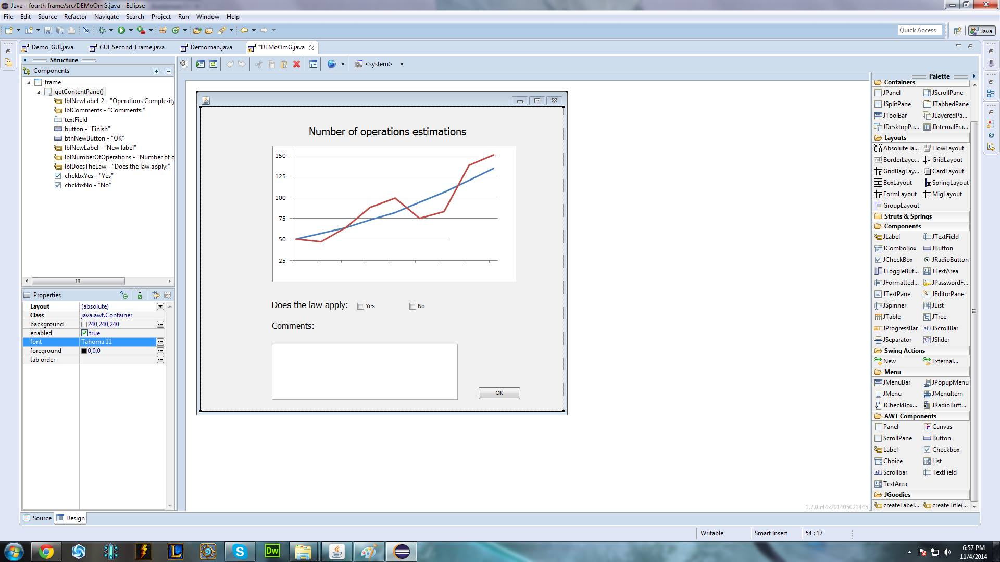 Java - fourth frame/src/DEMoOmG.java - Eclipse
File Edit Source Refactor Navigate Search Project Run Window Help
Quick Access
Java
Demo_GUI.java
GUI_Second_Frame.java
Demoman.java
*DEMoOmG.java
Structure
Components
frame
getContentPane()
lblNewLabel_2 - "Operations Complexity
lblComments - "Comments:"
textField
button - "Finish"
btnNewButton - "OK"
lblNewLabel - "New label"
lblNumberOfOperations - "Number of o
lblDoesTheLaw - "Does the law apply:"
chckbxYes - "Yes"
chckbxNo - "No"
Properties
Layout (absolute)
Class java.awt.Container
background 240,240,240
enabled true
font Tahoma 11
foreground 0,0,0
tab order
Source Design
<system>
Number of operations estimations
150
125
100
75
50
25
Does the law apply: Yes No
Comments:
OK
1.7.0.r44x201405021445
Palette
Containers
JPanel JScrollPane
JSplitPane JTabbedPane
JToolBar JLayeredPa...
JDesktopPa... JInternalFra...
Layouts
Absolute la... FlowLayout
BorderLayo... GridLayout
GridBagLay... CardLayout
BoxLayout SpringLayout
FormLayout MigLayout
GroupLayout
Struts & Springs
Components
JLabel JTextField
JComboBox JButton
JCheckBox JRadioButton
JToggleBut... JTextArea
JFormatted... JPasswordF...
JTextPane JEditorPane
JSpinner JList
JTable JTree
JProgressBar JScrollBar
JSeparator JSlider
Swing Actions
New External...
Menu
JMenuBar JPopupMenu
JMenu JMenuItem
JCheckBox... JRadioButt...
AWT Components
Panel Canvas
ScrollPane Button
Label Checkbox
Choice List
Scrollbar TextField
TextArea
JGoodies
createLabel... createTitle(...
Writable
Smart Insert
54 : 17
Dw
6:57 PM
11/4/2014